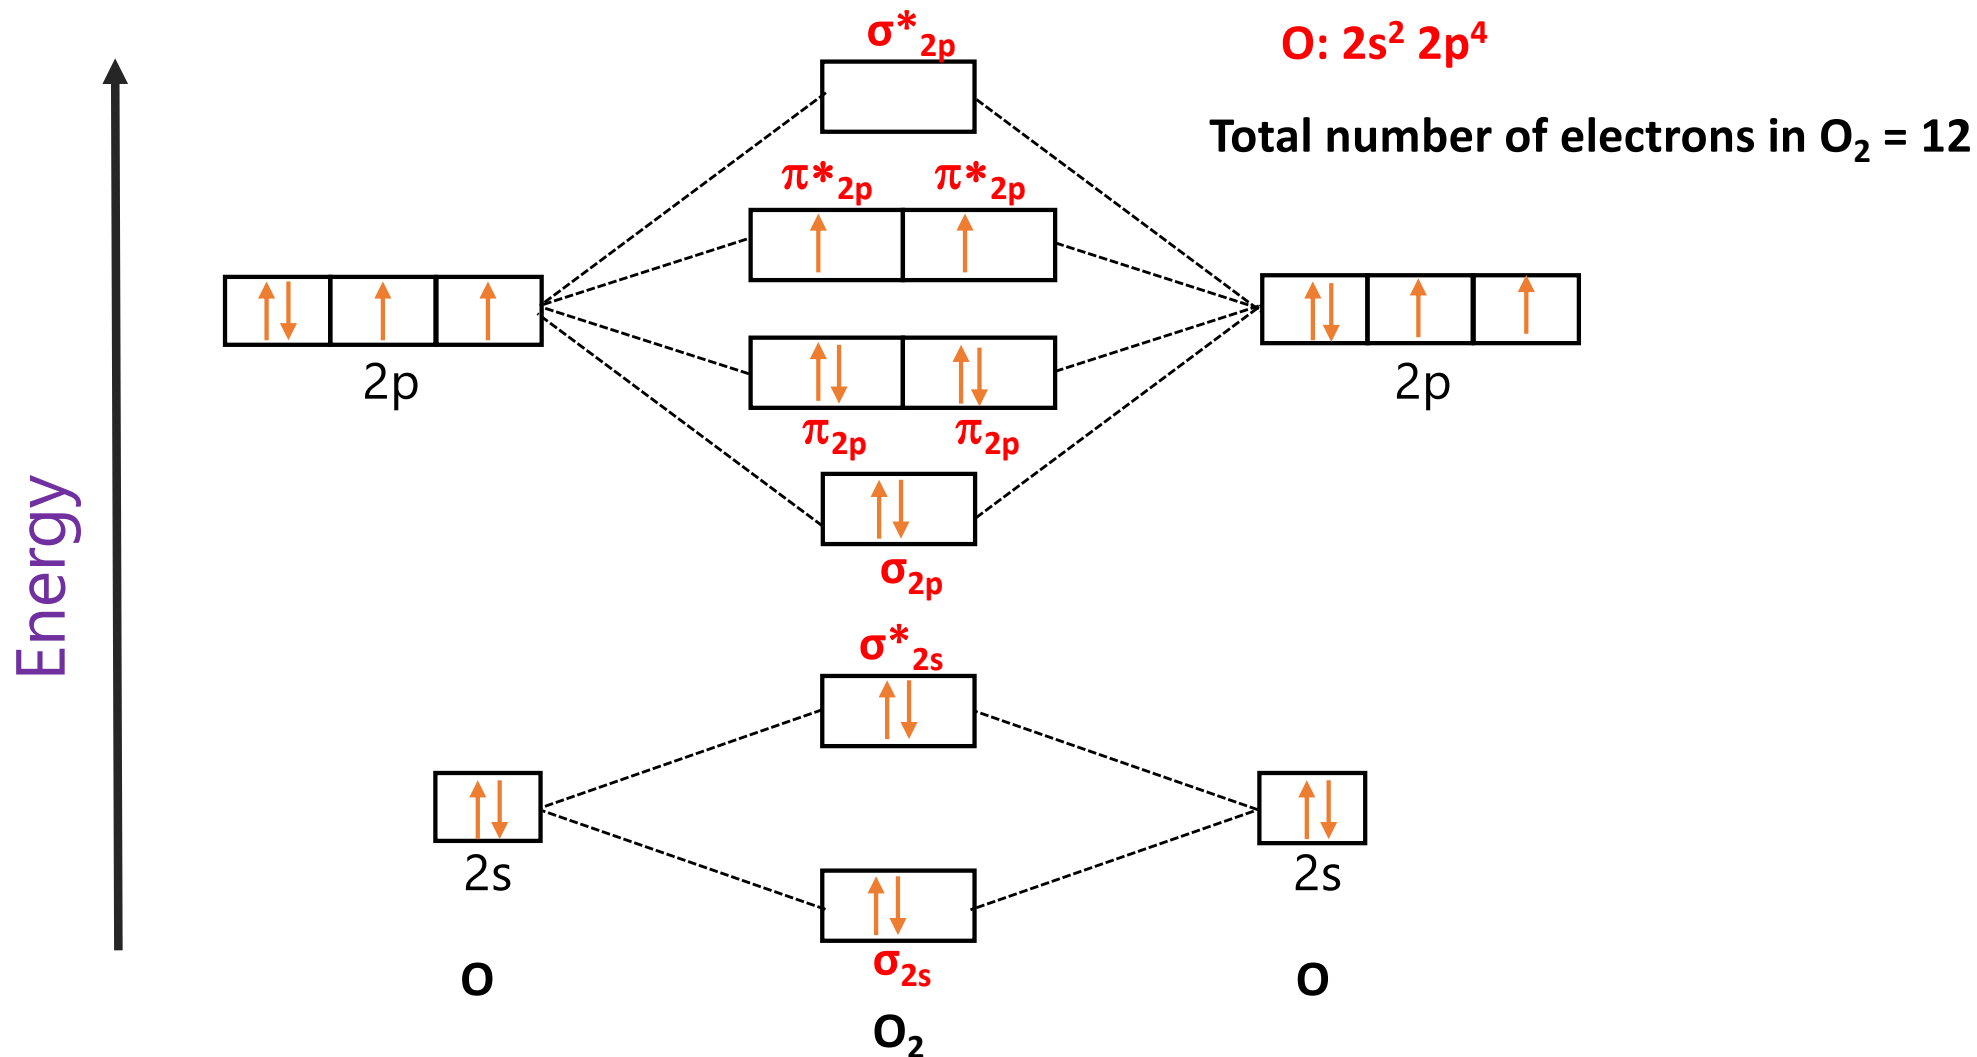 σ*2p
O: 2s² 2p⁴
Total number of electrons in O₂ = 12
π*2p π*2p
2p
2p
π2p π2p
Energy
σ2p
σ*2s
2s
2s
σ2s
O
O
O₂